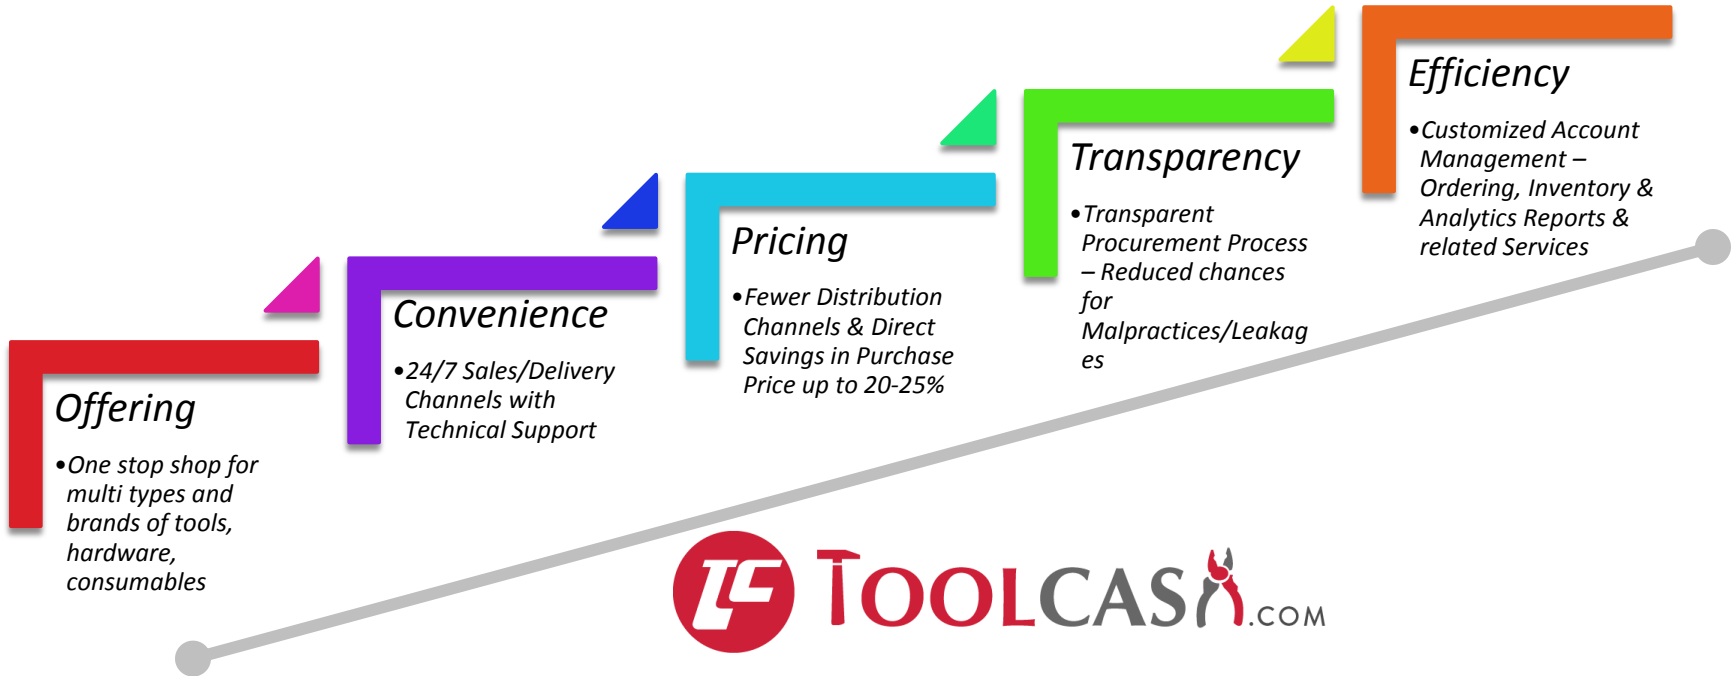 Offering
•One stop shop for
multi types and
brands of tools,
hardware,
consumables
Convenience
•24/7 Sales/Delivery
Channels with
Technical Support
Pricing
•Fewer Distribution
Channels & Direct
Savings in Purchase
Price up to 20-25%
Transparency
•Transparent
Procurement Process
– Reduced chances
for
Malpractices/Leakag
es
Efficiency
•Customized Account
Management –
Ordering, Inventory &
Analytics Reports &
related Services
TC TOOLCASA.COM